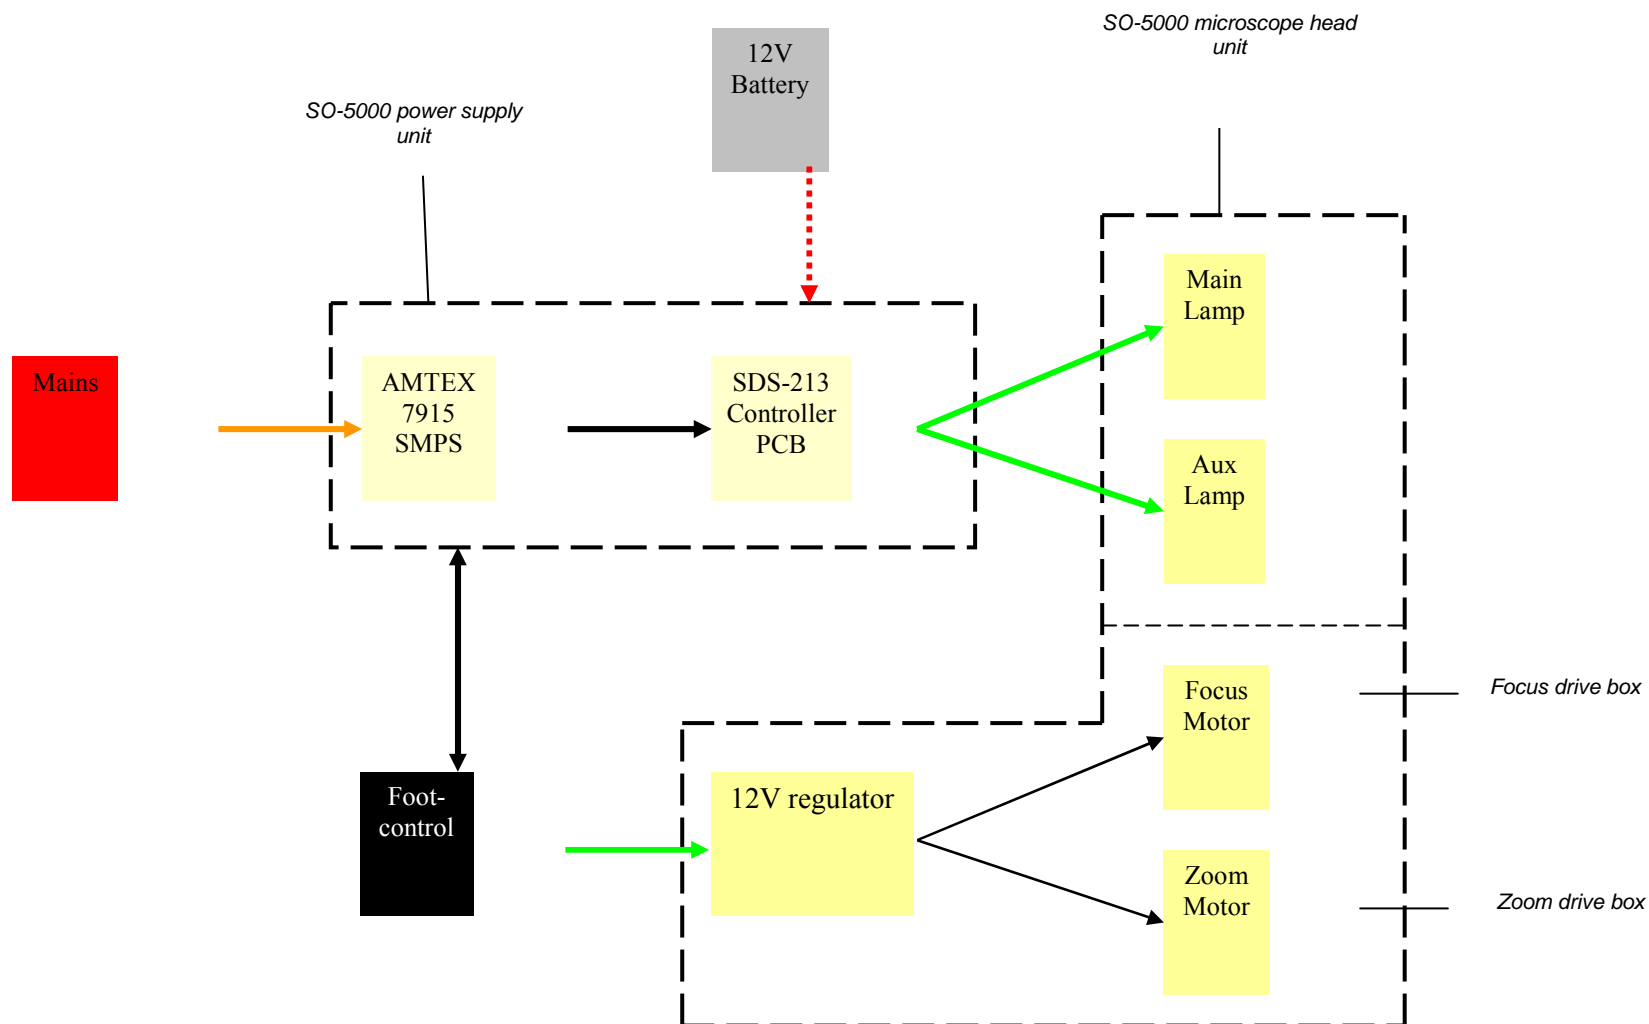 SO-5000 microscope head
unit
12V
Battery
SO-5000 power supply
unit
Main
Lamp
Mains
AMTEX
7915
SMPS
SDS-213
Controller
PCB
Aux
Lamp
Focus
Motor
Focus drive box
Foot-
control
12V regulator
Zoom
Motor
Zoom drive box